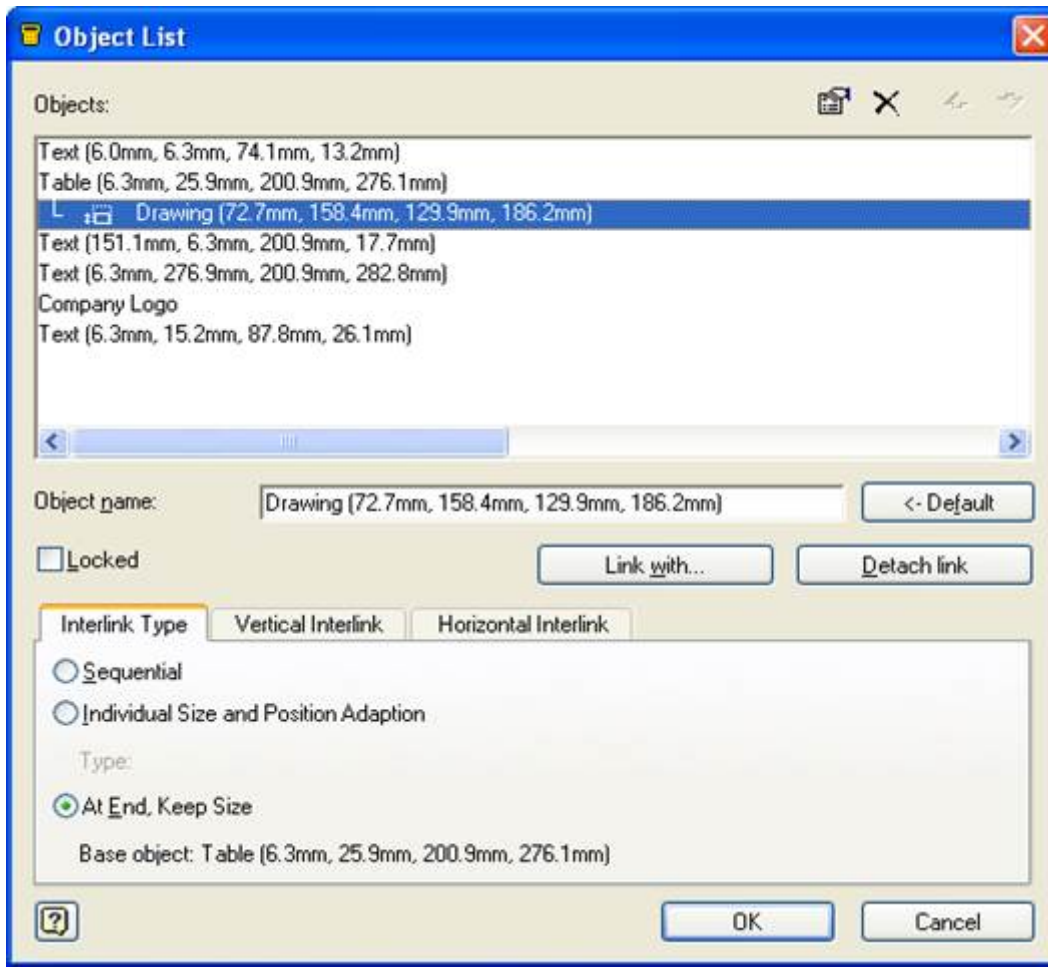 Object List
Objects:
Text (6.0mm, 6.3mm, 74.1mm, 13.2mm)
Table (6.3mm, 25.9mm, 200.9mm, 276.1mm)
Drawing (72.7mm, 158.4mm, 129.9mm, 186.2mm)
Text (151.1mm, 6.3mm, 200.9mm, 17.7mm)
Text (6.3mm, 276.9mm, 200.9mm, 282.8mm)
Company Logo
Text (6.3mm, 15.2mm, 87.8mm, 26.1mm)
Object name: Drawing (72.7mm, 158.4mm, 129.9mm, 186.2mm) <- Default
Locked Link with... Detach link
Interlink Type Vertical Interlink Horizontal Interlink
Sequential
Individual Size and Position Adaption
Type:
At End, Keep Size
Base object: Table (6.3mm, 25.9mm, 200.9mm, 276.1mm)
OK Cancel